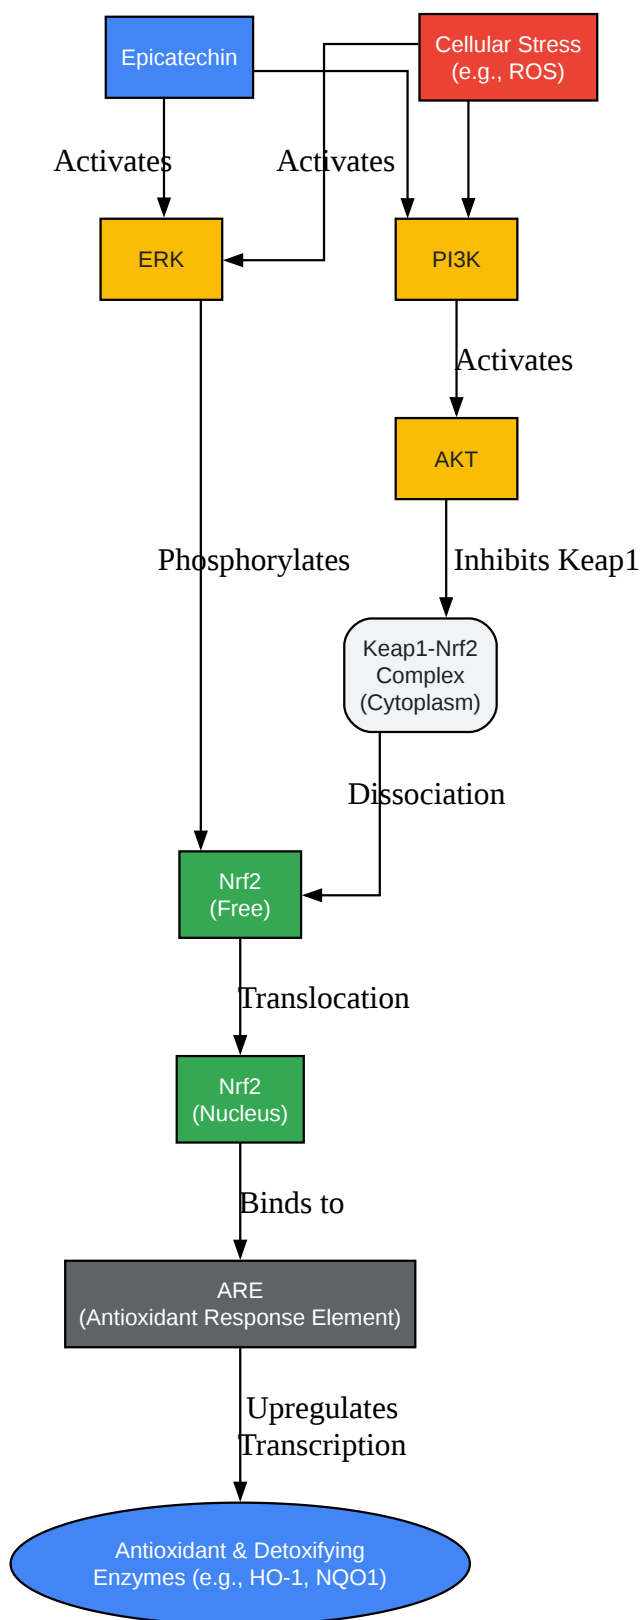 Epicatechin
Cellular Stress
(e.g., ROS)
Activates
Activates
ERK
PI3K
Activates
AKT
Phosphorylates
Inhibits Keap1
Keap1-Nrf2
Complex
(Cytoplasm)
Dissociation
Nrf2
(Free)
Translocation
Nrf2
(Nucleus)
Binds to
ARE
(Antioxidant Response Element)
Upregulates
Transcription
Antioxidant & Detoxifying
Enzymes (e.g., HO-1, NQO1)